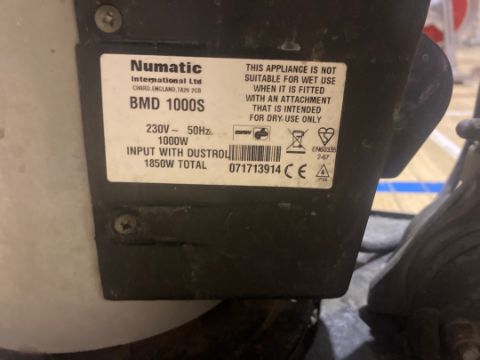 Numatic
International Ltd
CHARD, ENGLAND, TA20 2GB
BMD 1000S
230V ~ 50Hz
1000W
INPUT WITH DUSTROL
1850W TOTAL
THIS APPLIANCE IS NOT
SUITABLE FOR WET USE
WHEN IT IS FITTED
WITH AN ATTACHMENT
THAT IS INTENDED
FOR DRY USE ONLY
071713914
CE
EN60335
2-67